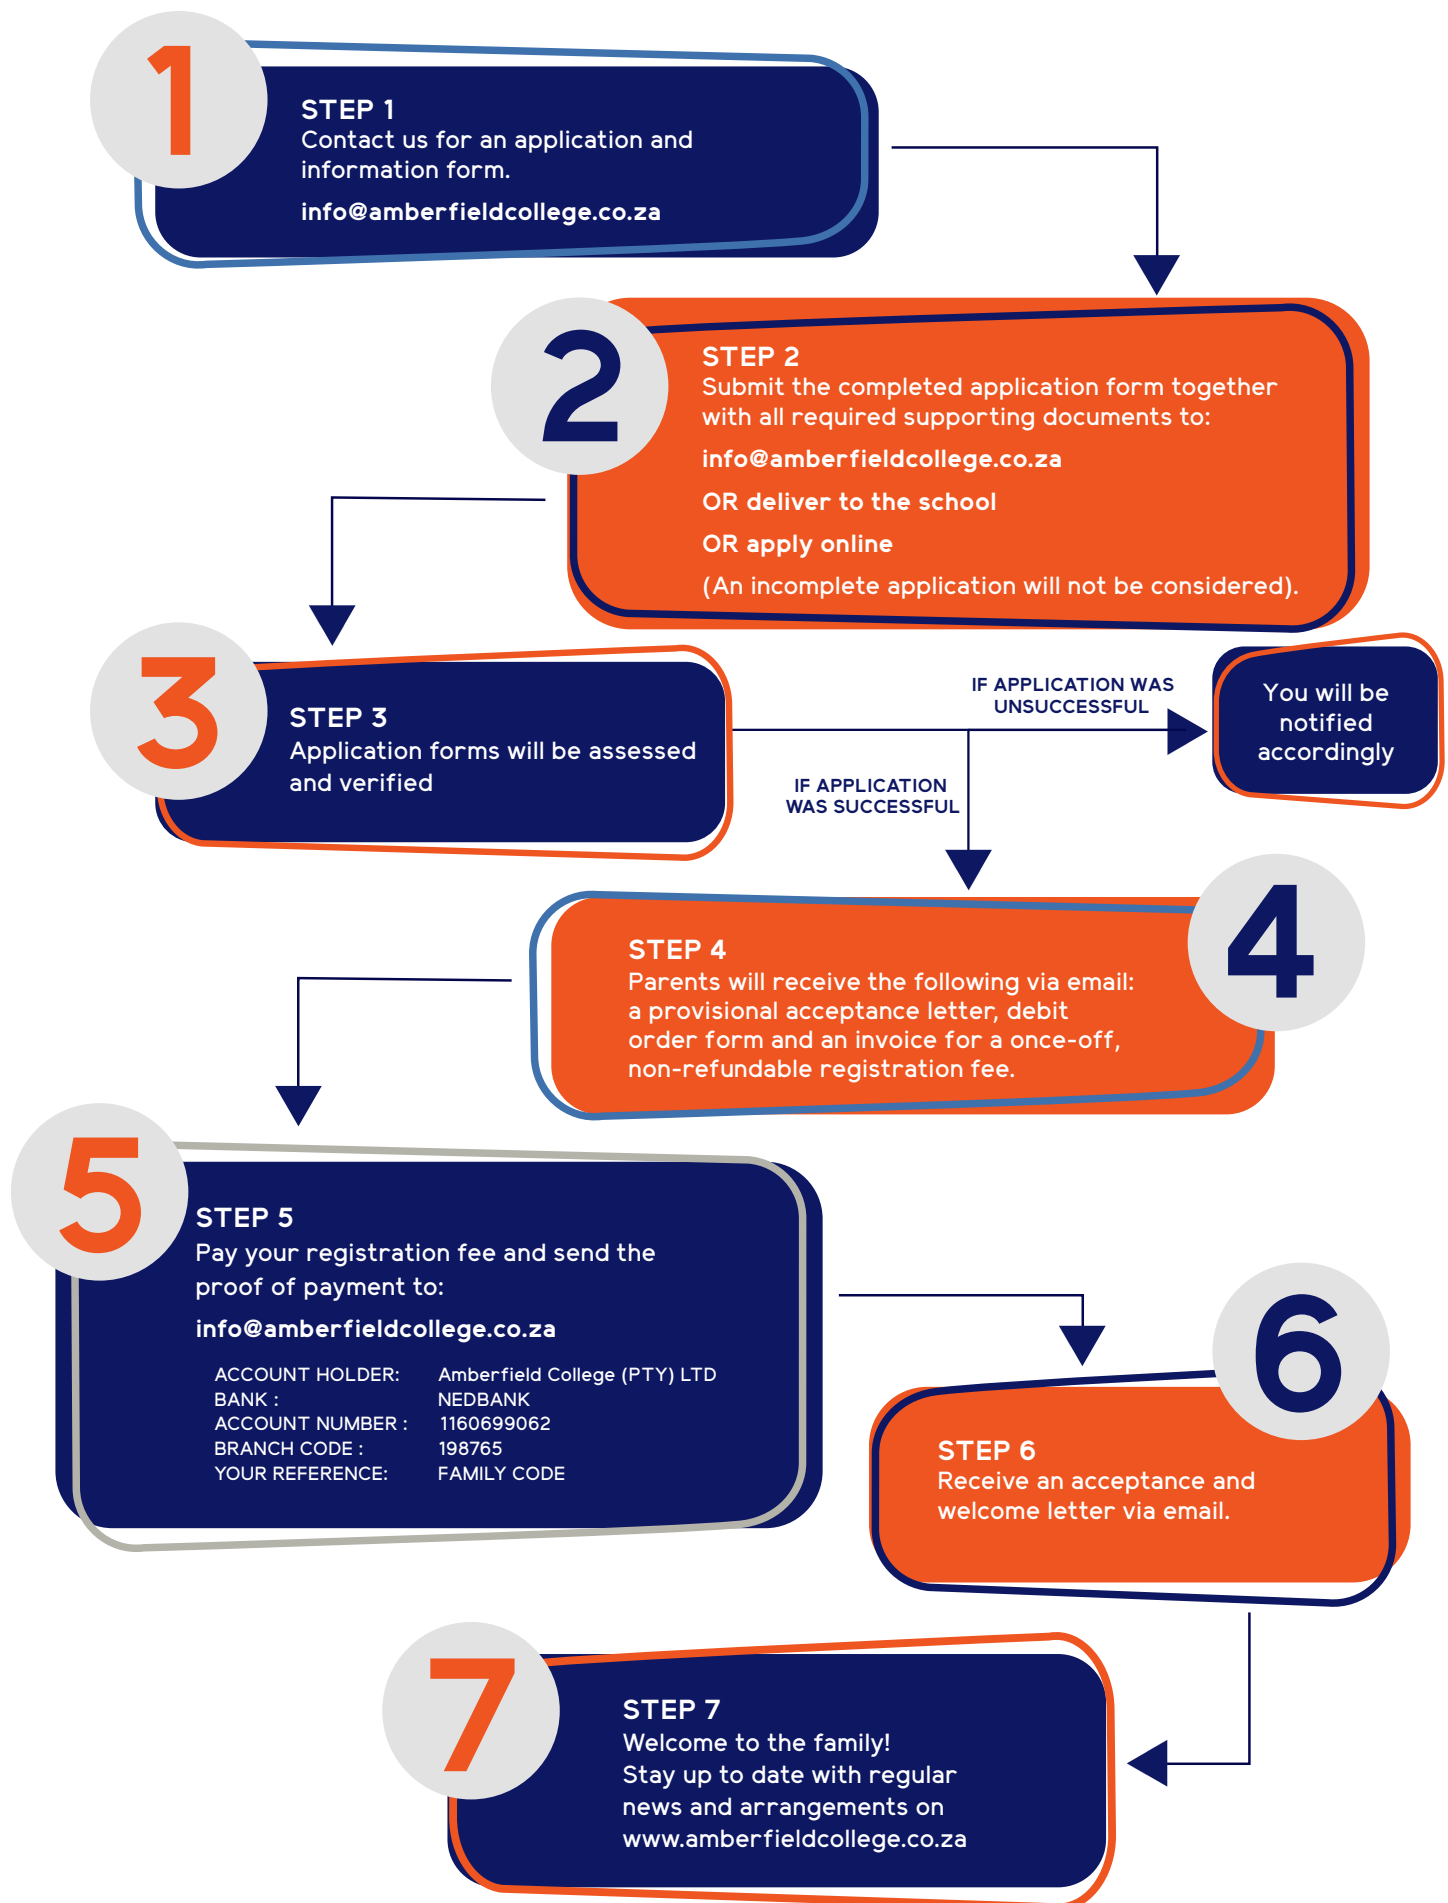 1
STEP 1
Contact us for an application and
information form.
info@amberfieldcollege.co.za
2
STEP 2
Submit the completed application form together
with all required supporting documents to:
info@amberfieldcollege.co.za
OR deliver to the school
OR apply online
(An incomplete application will not be considered).
3
STEP 3
Application forms will be assessed
and verified
IF APPLICATION WAS
UNSUCCESSFUL
You will be
notified
accordingly
IF APPLICATION
WAS SUCCESSFUL
4
STEP 4
Parents will receive the following via email:
a provisional acceptance letter, debit
order form and an invoice for a once-off,
non-refundable registration fee.
5
STEP 5
Pay your registration fee and send the
proof of payment to:
info@amberfieldcollege.co.za
ACCOUNT HOLDER: Amberfield College (PTY) LTD
BANK : NEDBANK
ACCOUNT NUMBER : 1160699062
BRANCH CODE : 198765
YOUR REFERENCE: FAMILY CODE
6
STEP 6
Receive an acceptance and
welcome letter via email.
7
STEP 7
Welcome to the family!
Stay up to date with regular
news and arrangements on
www.amberfieldcollege.co.za